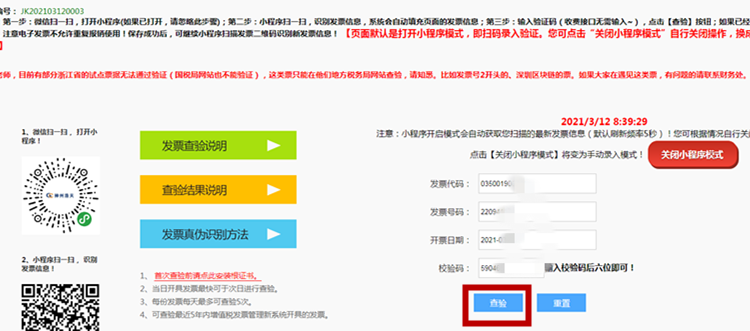 编号： JK202103120003
第一步：微信扫一扫，打开小程序(如果已打开，请忽略此步骤)；第二步：小程序扫一扫，识别发票信息，系统会自动填充页面的发票信息；第三步：输入验证码（收费接口无需输入~），点击【查验】按钮；如果已经
注意电子发票不允许重复报销使用！保存成功后，可继续小程序扫描发票二维码识别新发票信息！【页面默认是打开小程序模式，即扫码录入验证。您可点击“关闭小程序模式”自行关闭操作，换成
】
老师，目前有部分浙江省的试点票据无法通过验证（国税局网站也不能验证），这类票只能在他们地方税务局网站查验，请知悉。比如发票号2开头的。深圳区块链的票。如果大家在遇见这类票，有问题的请联系财务处。
2021/3/12 8:39:29
注意：小程序开启模式会自动获取您扫描的最新发票信息（默认刷新频率5秒）！您可根据情况自行关
点击【关闭小程序模式】将变为手动录入模式！
关闭小程序模式
1、微信扫一扫，打开小
程序！
2、小程序扫一扫，识别
发票信息！
发票查验说明
查验结果说明
发票真伪识别方法
1、首次查验前请点此安装根证书。
2、当日开具发票最快可于次日进行查验。
3、每份发票每天最多可查验5次。
4、可查验最近5年内增值税发票管理新系统开具的发票。
发票代码： 03500190
发票号码： 2209
开票日期： 2021-0
校验码： 5904
入校验码后六位即可！
查验
重置